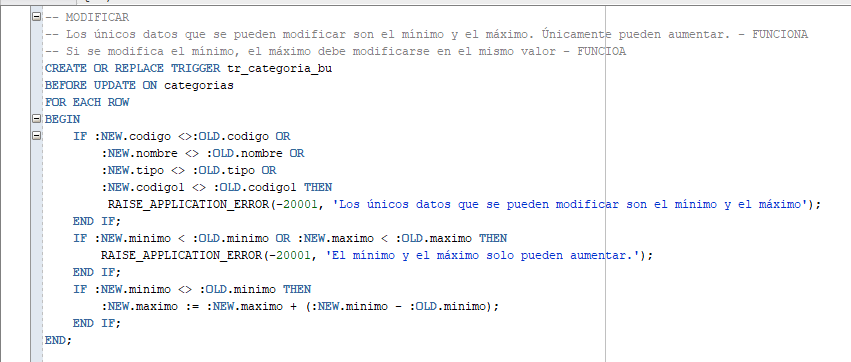 -- MODIFICAR
-- Los únicos datos que se pueden modificar son el mínimo y el máximo. Únicamente pueden aumentar. - FUNCIONA
-- Si se modifica el mínimo, el máximo debe modificarse en el mismo valor - FUNCIOA
CREATE OR REPLACE TRIGGER tr_categoria_bu
BEFORE UPDATE ON categorias
FOR EACH ROW
BEGIN
    IF :NEW.codigo <>:OLD.codigo OR
        :NEW.nombre <> :OLD.nombre OR
        :NEW.tipo <> :OLD.tipo OR
        :NEW.codigo1 <> :OLD.codigo1 THEN
         RAISE_APPLICATION_ERROR(-20001, 'Los únicos datos que se pueden modificar son el mínimo y el máximo');
    END IF;
    IF :NEW.minimo < :OLD.minimo OR :NEW.maximo < :OLD.maximo THEN
        RAISE_APPLICATION_ERROR(-20001, 'El mínimo y el máximo solo pueden aumentar.');
    END IF;
    IF :NEW.minimo <> :OLD.minimo THEN
        :NEW.maximo := :NEW.maximo + (:NEW.minimo - :OLD.minimo);
    END IF;
END;